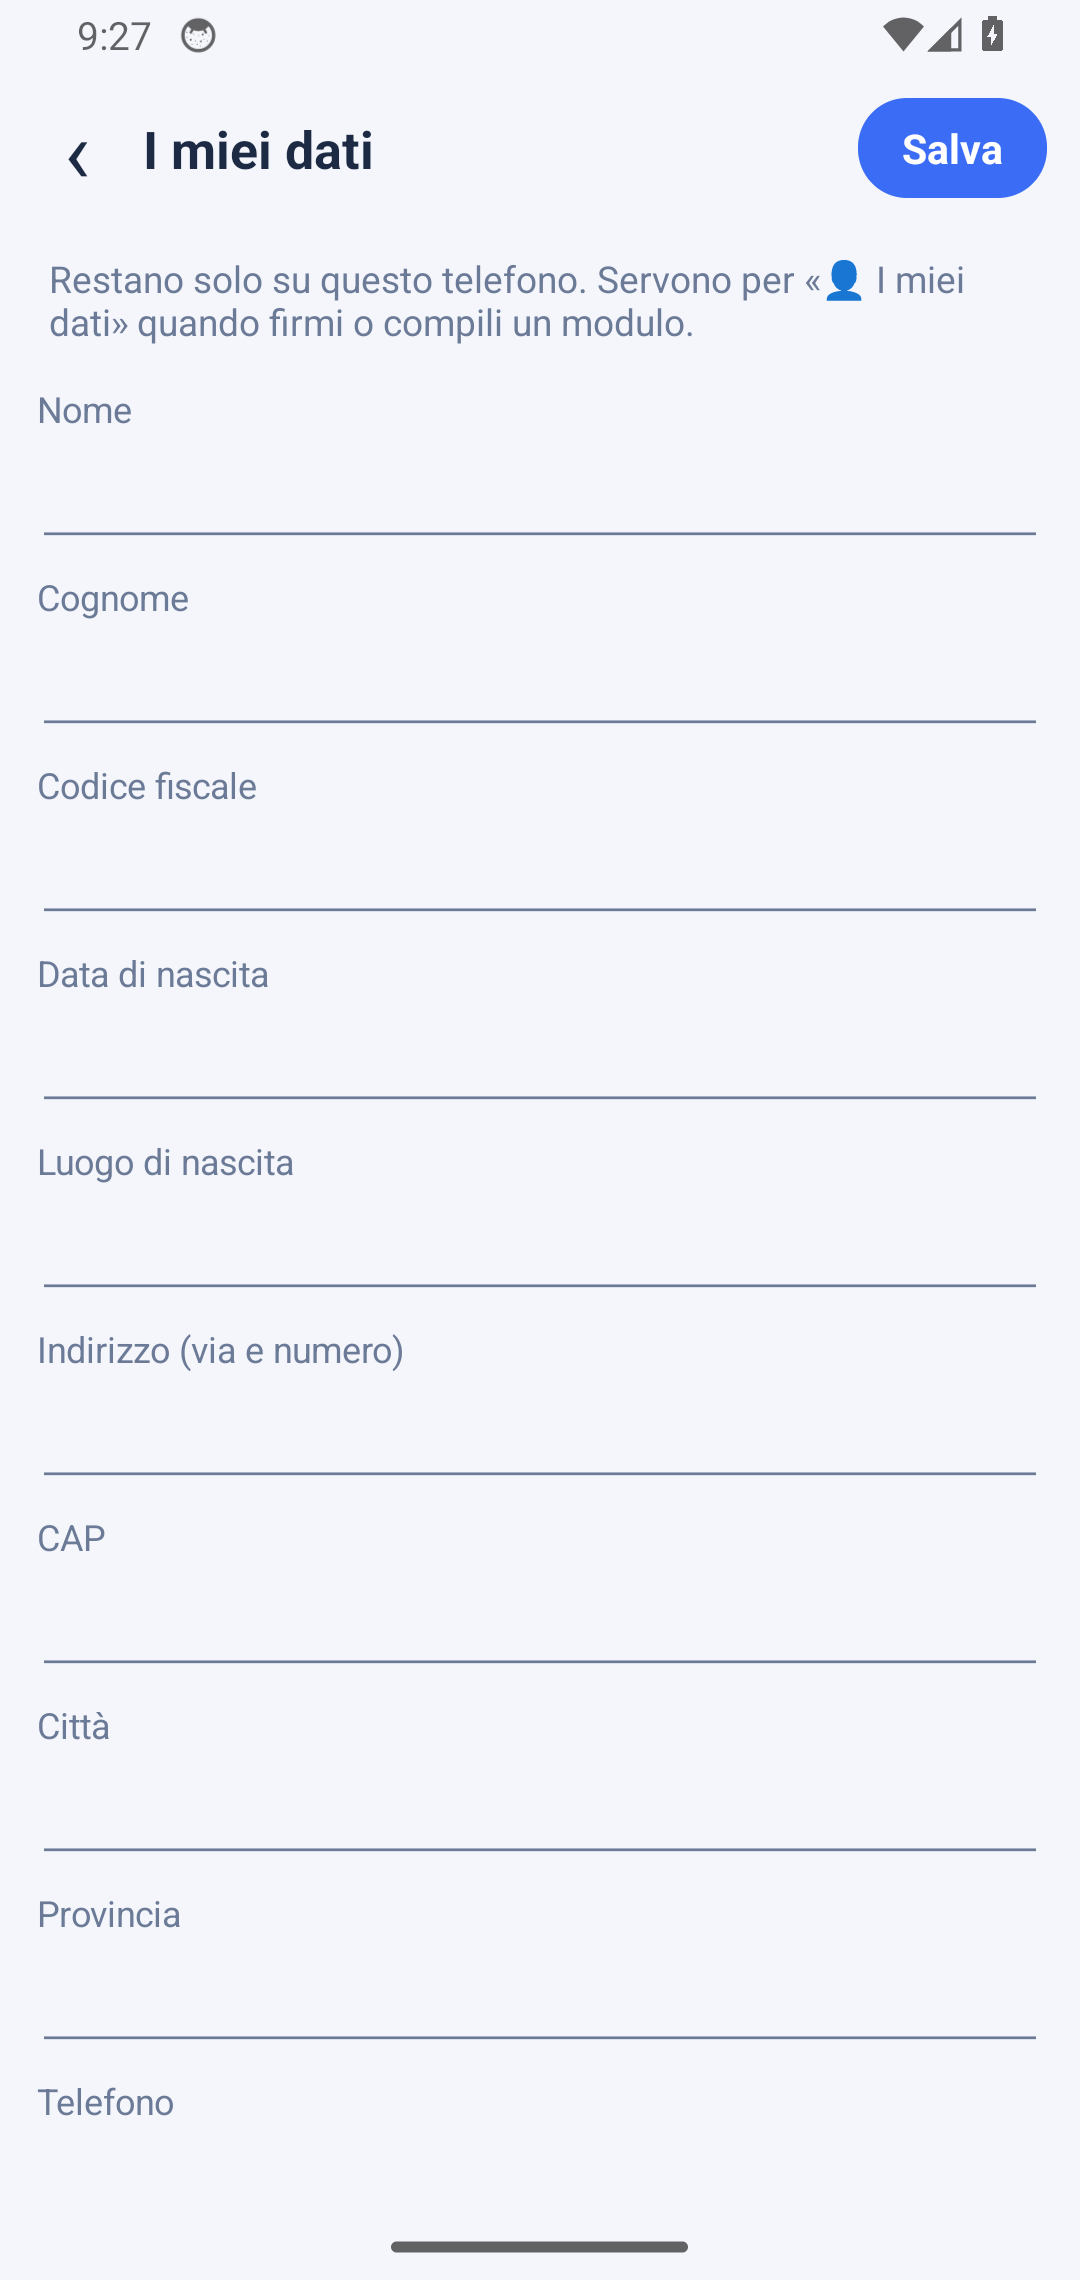 9:27
‹ I miei dati
Salva
Restano solo su questo telefono. Servono per «👤 I miei
dati» quando firmi o compili un modulo.
Nome
Cognome
Codice fiscale
Data di nascita
Luogo di nascita
Indirizzo (via e numero)
CAP
Città
Provincia
Telefono